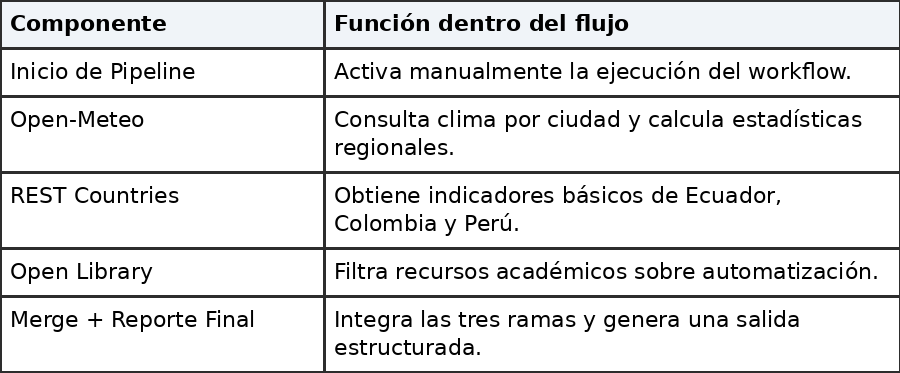 Componente
Función dentro del flujo
Inicio de Pipeline
Activa manualmente la ejecución del workflow.
Open-Meteo
Consulta clima por ciudad y calcula estadísticas
regionales.
REST Countries
Obtiene indicadores básicos de Ecuador,
Colombia y Perú.
Open Library
Filtra recursos académicos sobre automatización.
Merge + Reporte Final
Integra las tres ramas y genera una salida
estructurada.